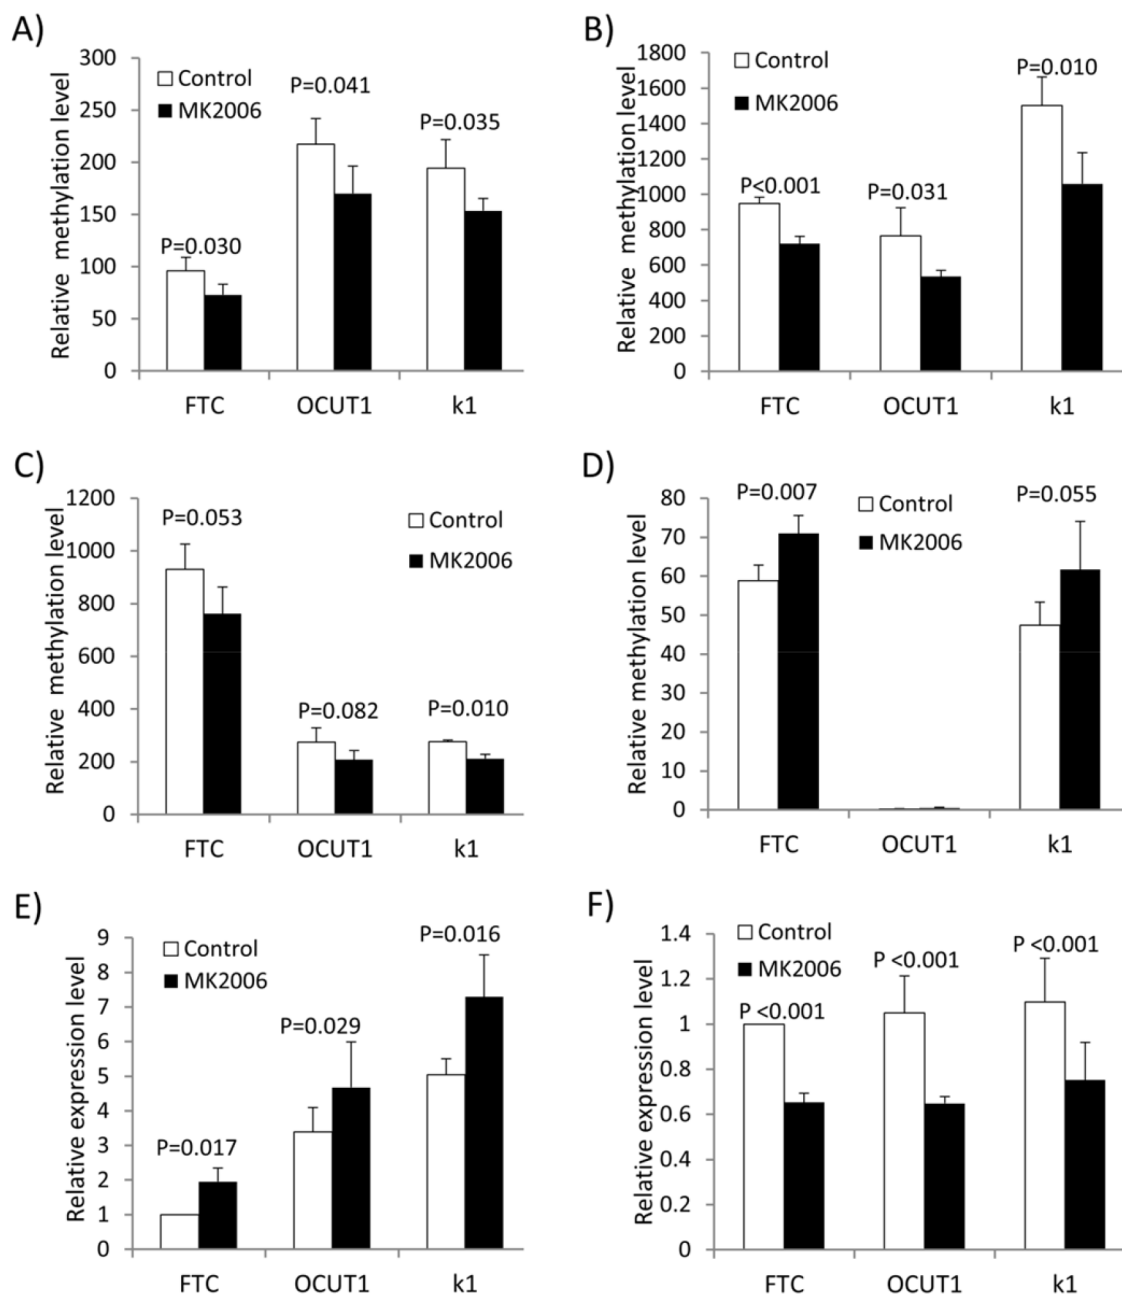 A)
Relative methylation level
300
250
200
150
100
50
0
Control
MK2006
P=0.030
P=0.041
P=0.035
FTC OCUT1 k1
B)
Relative methylation level
1800
1600
1400
1200
1000
800
600
400
200
0
Control
MK2006
P<0.001
P=0.031
P=0.010
FTC OCUT1 k1
C)
Relative methylation level
1200
1000
800
600
400
200
0
Control
MK2006
P=0.053
P=0.082
P=0.010
FTC OCUT1 k1
D)
Relative methylation level
80
70
60
50
40
30
20
10
0
Control
MK2006
P=0.007
P=0.055
FTC OCUT1 k1
E)
Relative expression level
9
8
7
6
5
4
3
2
1
0
Control
MK2006
P=0.017
P=0.029
P=0.016
FTC OCUT1 k1
F)
Relative expression level
1.4
1.2
1
0.8
0.6
0.4
0.2
0
Control
MK2006
P <0.001
P <0.001
P <0.001
FTC OCUT1 k1